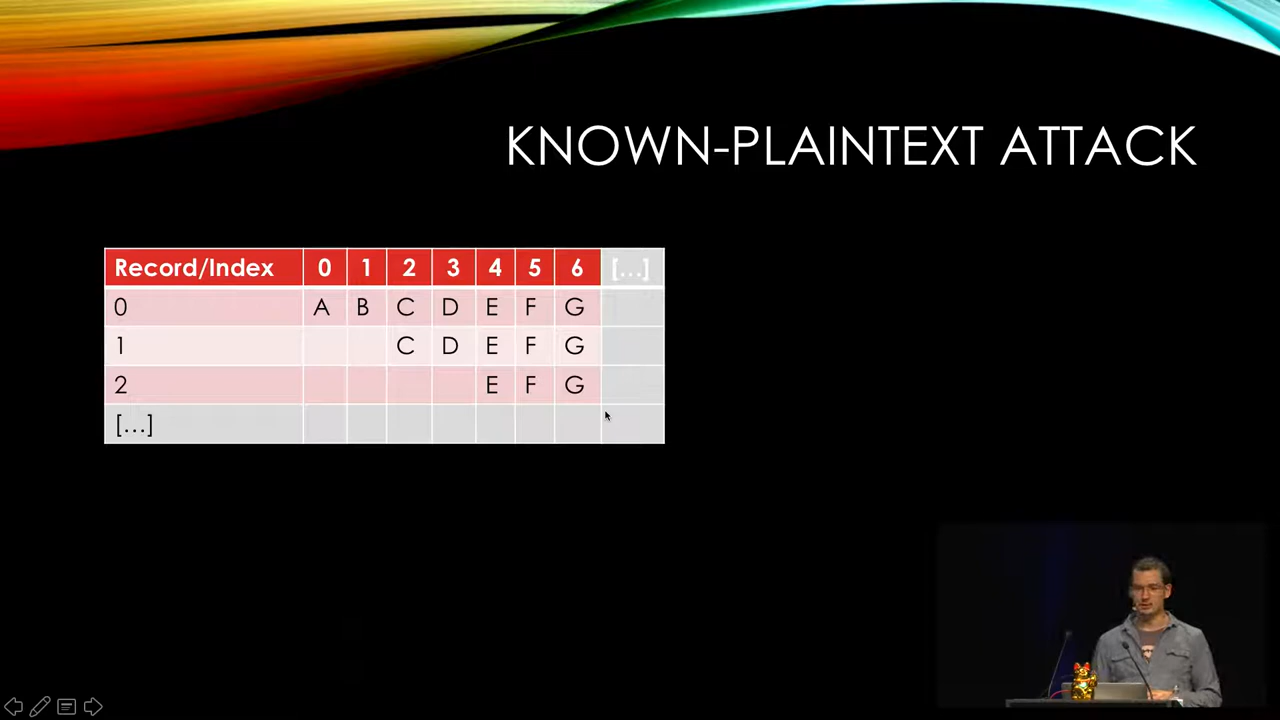 KNOWN-PLAINTEXT ATTACK
Record/Index 0 1 2 3 4 5 6 [...]
0 A B C D E F G
1 C D E F G
2 E F G
[...]